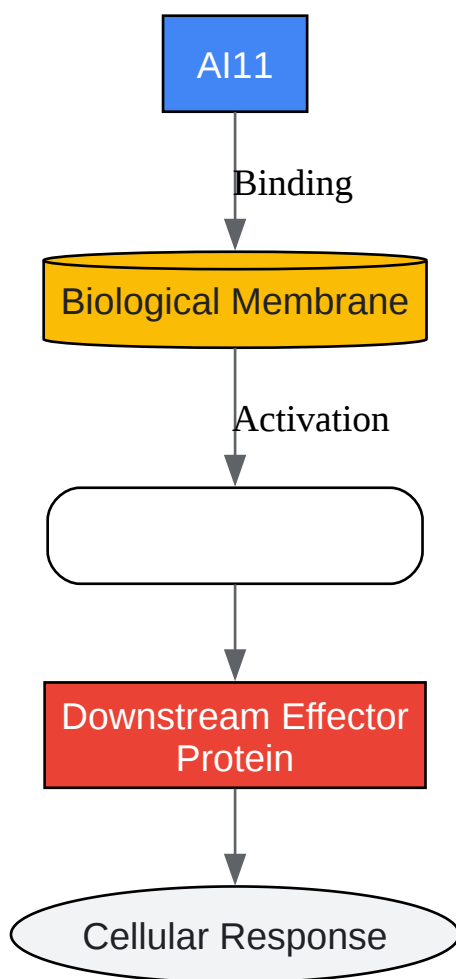 AI11
Binding
Biological Membrane
Activation
Downstream Effector
Protein
Cellular Response